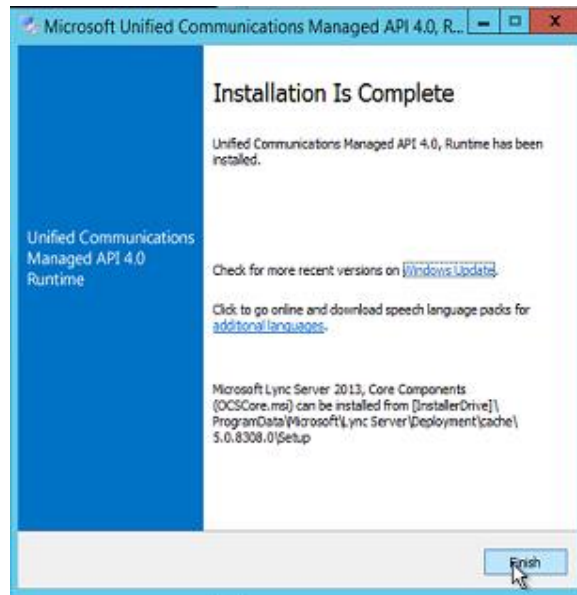 Microsoft Unified Communications Managed API 4.0, R...
Installation Is Complete
Unified Communications Managed API 4.0, Runtime has been
installed.
Unified Communications
Managed API 4.0
Runtime
Check for more recent versions on Windows Update.
Click to go online and download speech language packs for
additional languages.
Microsoft Lync Server 2013, Core Components
(OCSCore.msi) can be installed from [InstallerDrive]\
ProgramData\Microsoft\Lync Server\Deployment\cache\
5.0.8308.0\Setup
Finish